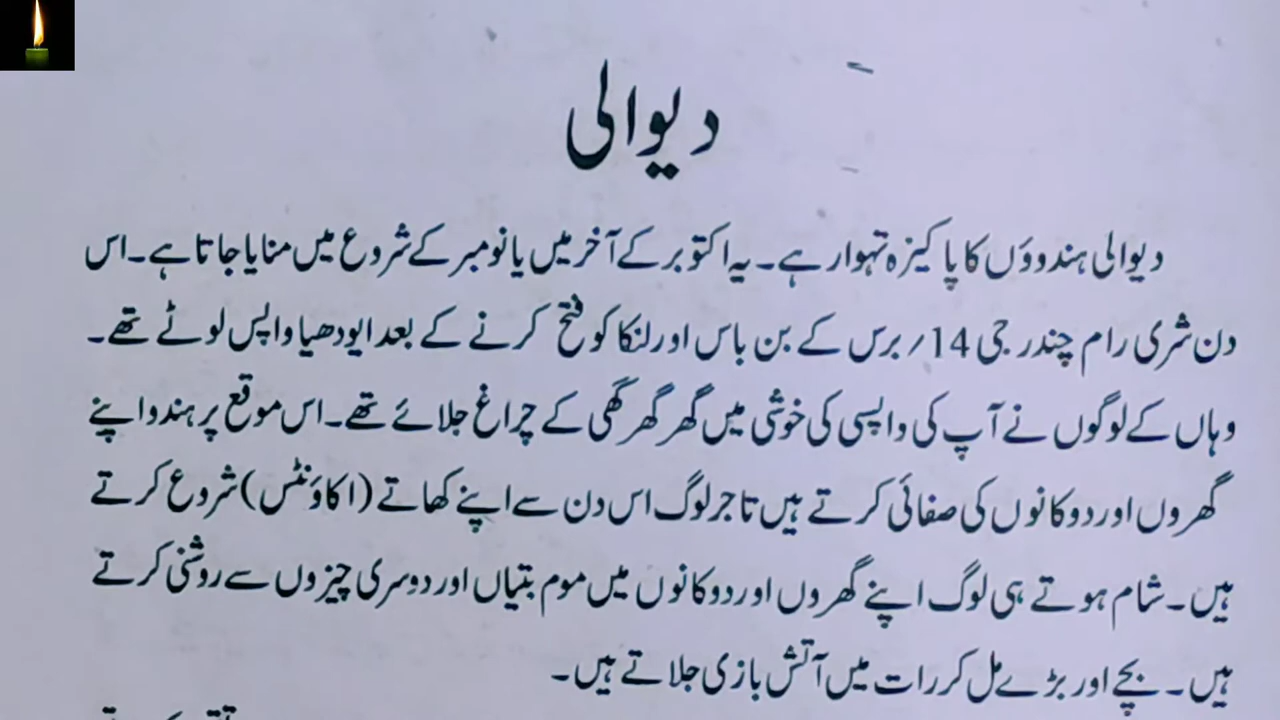 دیوالی
دیوالی ہندوؤں کا پاکیزہ تہوار ہے۔ یہ اکتوبر کے آخر میں یا نومبر کے شروع میں منایا جاتا ہے۔ اس
دن شری رام چندر جی 14؍ برس کے بن باس اور لنکا کو فتح کرنے کے بعد ایودھیا واپس لوٹے تھے۔
وہاں کے لوگوں نے آپ کی واپسی کی خوشی میں گھر گھر گھی کے چراغ جلائے تھے۔ اس موقع پر ہندو اپنے
گھروں اور دوکانوں کی صفائی کرتے ہیں تاجر لوگ اس دن سے اپنے کھاتے (اکاؤنٹس) شروع کرتے
ہیں۔ شام ہوتے ہی لوگ اپنے گھروں اور دوکانوں میں موم بتیاں اور دوسری چیزوں سے روشنی کرتے
ہیں۔ بچے اور بڑے مل کر رات میں آتش بازی جلاتے ہیں۔